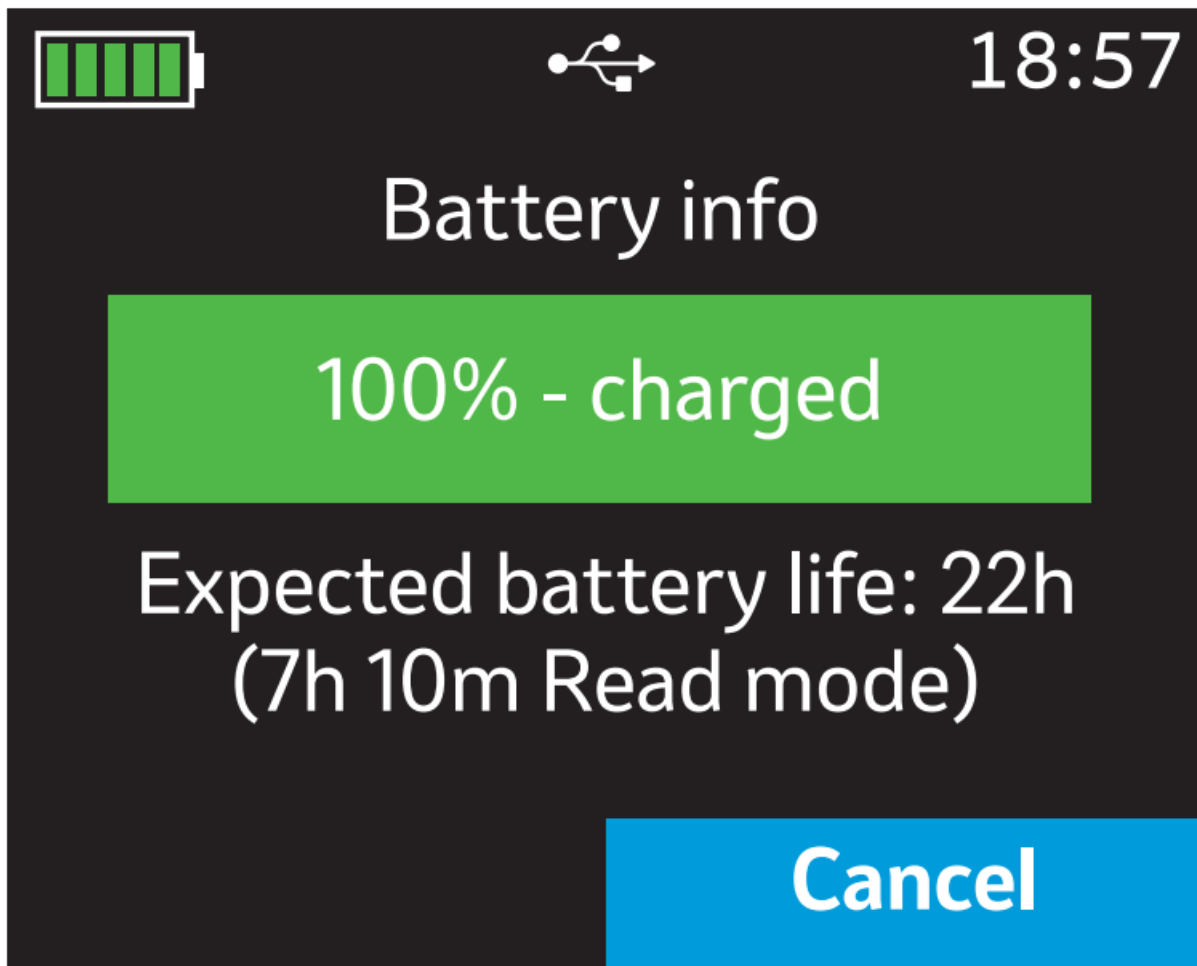 18:57
Battery info
100% - charged
Expected battery life: 22h
(7h 10m Read mode)
Cancel